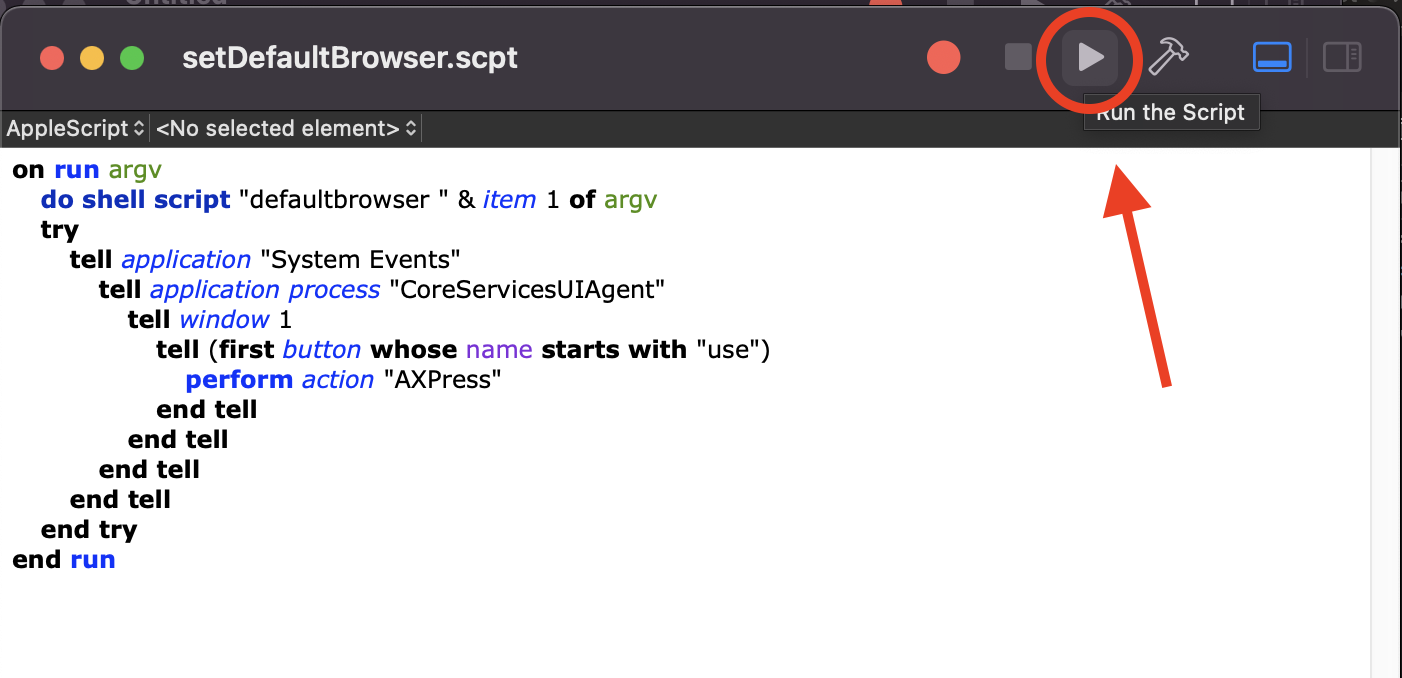 setDefaultBrowser.scpt
Run the Script
AppleScript <No selected element>
on run argv
do shell script "defaultbrowser " & item 1 of argv
try
tell application "System Events"
tell application process "CoreServicesUIAgent"
tell window 1
tell (first button whose name starts with "use")
perform action "AXPress"
end tell
end tell
end tell
end tell
end try
end run